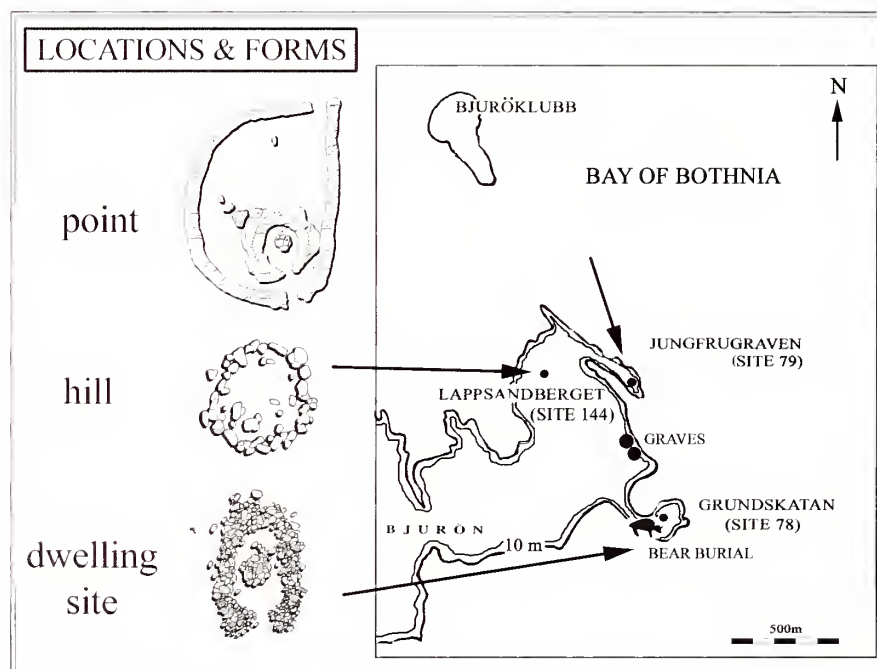 LOCATIONS & FORMS
point
hill
dwelling
site
BJURÖKLUBB
N
BAY OF BOTHNIA
JUNGFRUGRAVEN
(SITE 79)
LAPPSANDBERGET
(SITE 144)
GRAVES
GRUNDSKATAN
(SITE 78)
BJURÖN
10 m
BEAR BURIAL
500m